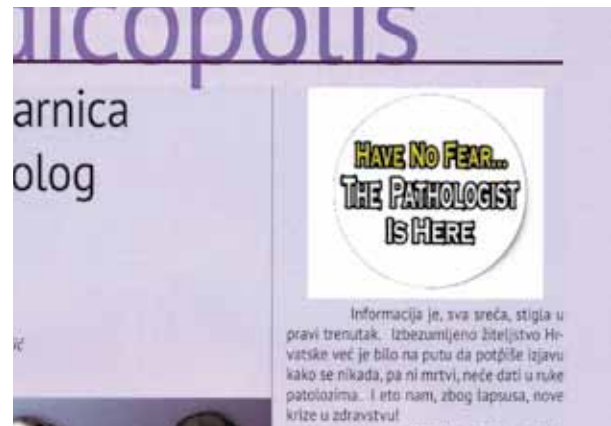 dicopolis
arnica
olog
HAVE NO FEAR...
THE PATHOLOGIST
IS HERE
Informacija je, sva sreća, stigla u
pravi trenutak. Izbezumljeno žiteljstvo Hr-
vatske već je bilo na putu da potpiše izjavu
kako se nikada, pa ni mrtvi, neće dati u ruke
patolozima. I eto nam, zbog lapsusa, nove
krize u zdravstvu!